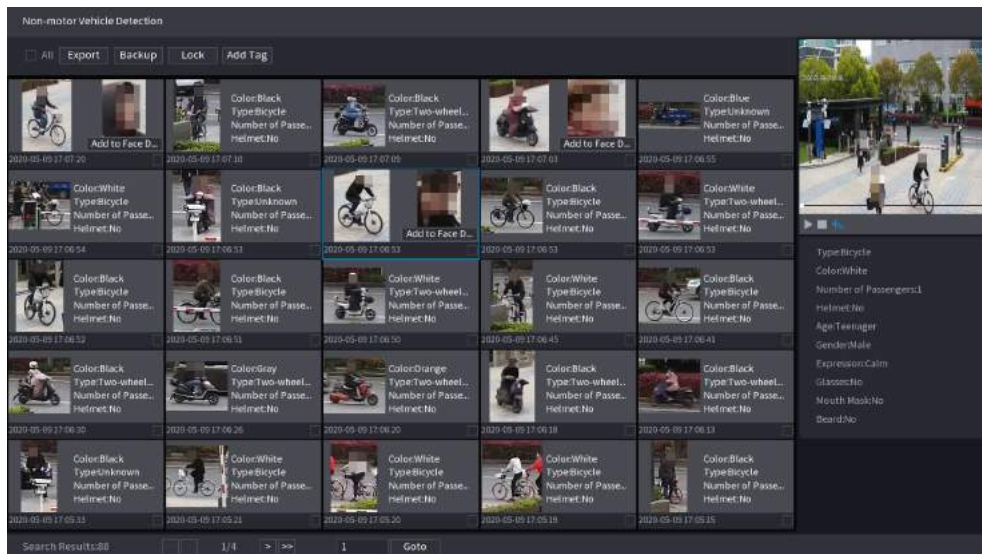 Non-motor Vehicle Detection
All Export Backup Lock Add Tag
Add to Face D...
2020-05-09 17:07:20
Color:Black
Type:Bicycle
Number of Passe...
Helmet:No
2020-05-09 17:07:10
Color:Black
Type:Two-wheel...
Number of Passe...
Helmet:No
2020-05-09 17:07:09
Add to Face D...
2020-05-09 17:07:03
Color:Blue
Type:Unknown
Number of Passe...
Helmet:No
2020-05-09 17:06:55
Color:White
Type:Bicycle
Number of Passe...
Helmet:No
2020-05-09 17:06:54
Color:Black
Type:Unknown
Number of Passe...
Helmet:No
2020-05-09 17:06:53
Add to Face D...
2020-05-09 17:06:53
Color:Black
Type:Bicycle
Number of Passe...
Helmet:No
2020-05-09 17:06:53
Color:White
Type:Two-wheel...
Number of Passe...
Helmet:No
2020-05-09 17:06:53
Color:Black
Type:Bicycle
Number of Passe...
Helmet:No
2020-05-09 17:06:52
Color:Black
Type:Bicycle
Number of Passe...
Helmet:No
2020-05-09 17:06:51
Color:White
Type:Two-wheel...
Number of Passe...
Helmet:No
2020-05-09 17:06:50
Color:White
Type:Bicycle
Number of Passe...
Helmet:No
2020-05-09 17:06:45
Color:Black
Type:Bicycle
Number of Passe...
Helmet:No
2020-05-09 17:06:41
Color:Black
Type:Two-wheel...
Number of Passe...
Helmet:No
2020-05-09 17:06:30
Color:Gray
Type:Two-wheel...
Number of Passe...
Helmet:No
2020-05-09 17:06:26
Color:Orange
Type:Two-wheel...
Number of Passe...
Helmet:No
2020-05-09 17:06:20
Color:Black
Type:Two-wheel...
Number of Passe...
Helmet:No
2020-05-09 17:06:18
Color:Black
Type:Two-wheel...
Number of Passe...
Helmet:No
2020-05-09 17:06:13
Color:Black
Type:Unknown
Number of Passe...
Helmet:No
2020-05-09 17:05:33
Color:White
Type:Bicycle
Number of Passe...
Helmet:No
2020-05-09 17:05:21
Color:White
Type:Bicycle
Number of Passe...
Helmet:No
2020-05-09 17:05:20
Color:White
Type:Bicycle
Number of Passe...
Helmet:No
2020-05-09 17:05:19
Color:Black
Type:Bicycle
Number of Passe...
Helmet:No
2020-05-09 17:05:15
Type:Bicycle
Color:White
Number of Passengers:1
Helmet:No
Age:Teenager
Gender:Male
Expression:Calm
Glasses:No
Mouth Mask:No
Beard:No
Search Results:88 1/4 > >> 1 Goto